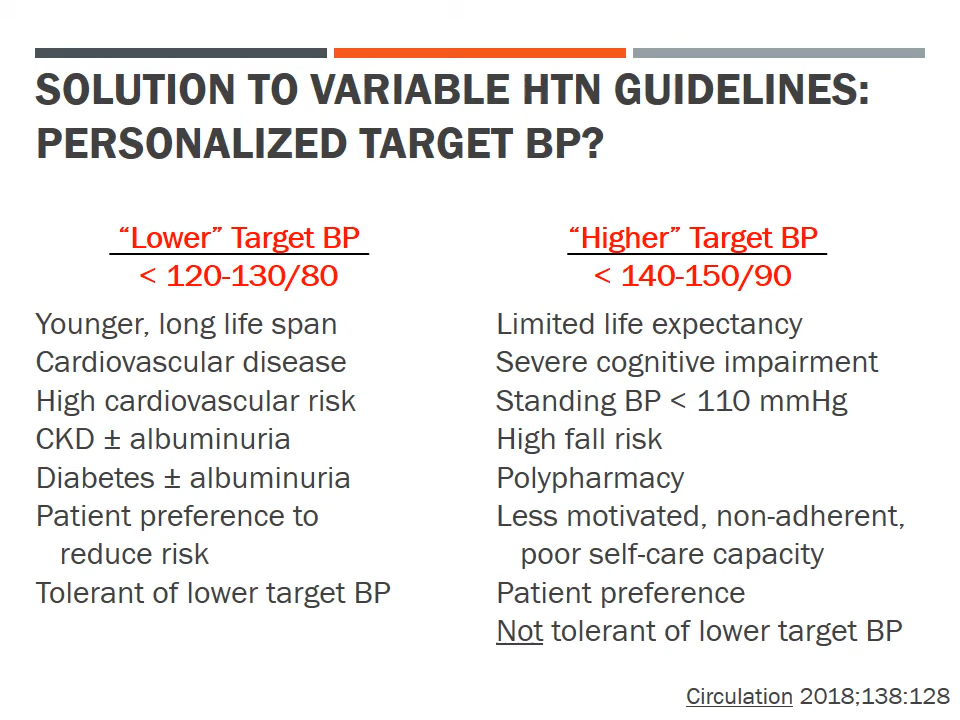 SOLUTION TO VARIABLE HTN GUIDELINES:
PERSONALIZED TARGET BP?
“Lower” Target BP
< 120-130/80
Younger, long life span
Cardiovascular disease
High cardiovascular risk
CKD ± albuminuria
Diabetes ± albuminuria
Patient preference to
reduce risk
Tolerant of lower target BP
“Higher” Target BP
< 140-150/90
Limited life expectancy
Severe cognitive impairment
Standing BP < 110 mmHg
High fall risk
Polypharmacy
Less motivated, non-adherent,
poor self-care capacity
Patient preference
Not tolerant of lower target BP
Circulation 2018;138:128